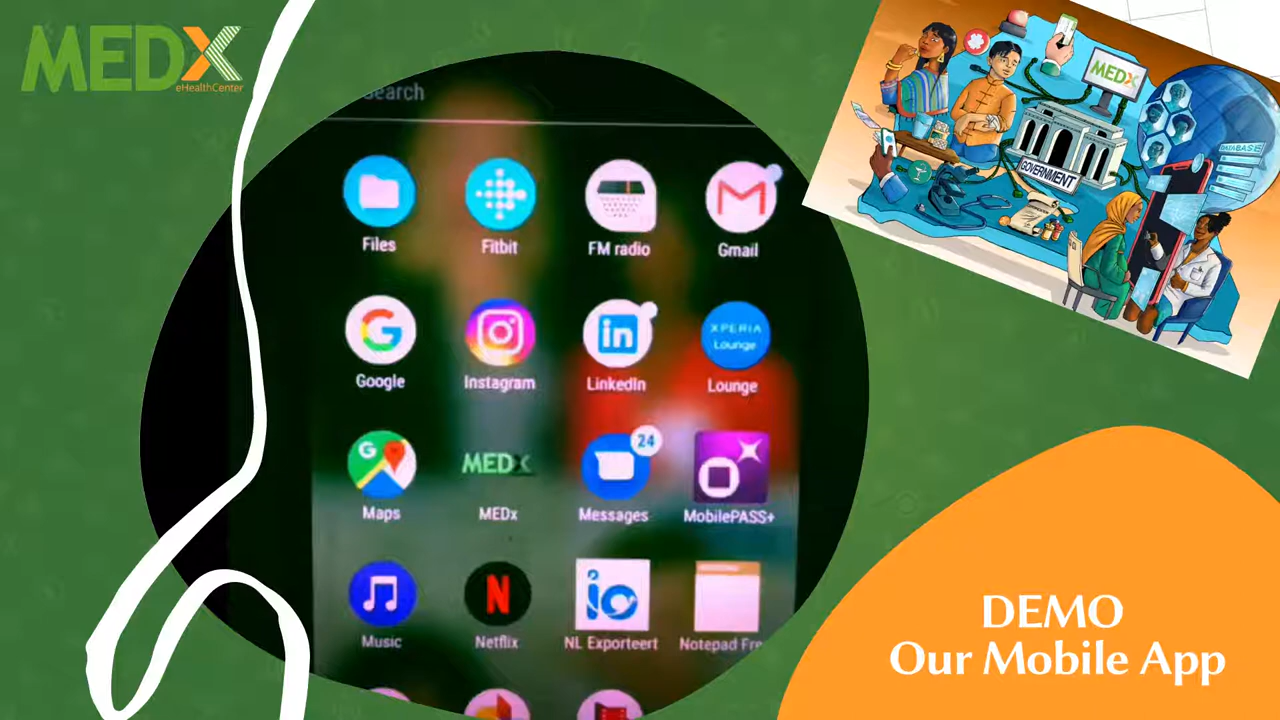 MEDX
eHealthCenter
Search
Files
Fitbit
FM radio
Gmail
Google
Instagram
LinkedIn
XPERIA
Lounge
Lounge
Maps
MEDX
MEDx
24
Messages
MobilePASS+
Music
N
Netflix
io
NL Exporteert
Notepad Fre
MEDX
GOVERNMENT
DATABASE
DEMO
Our Mobile App